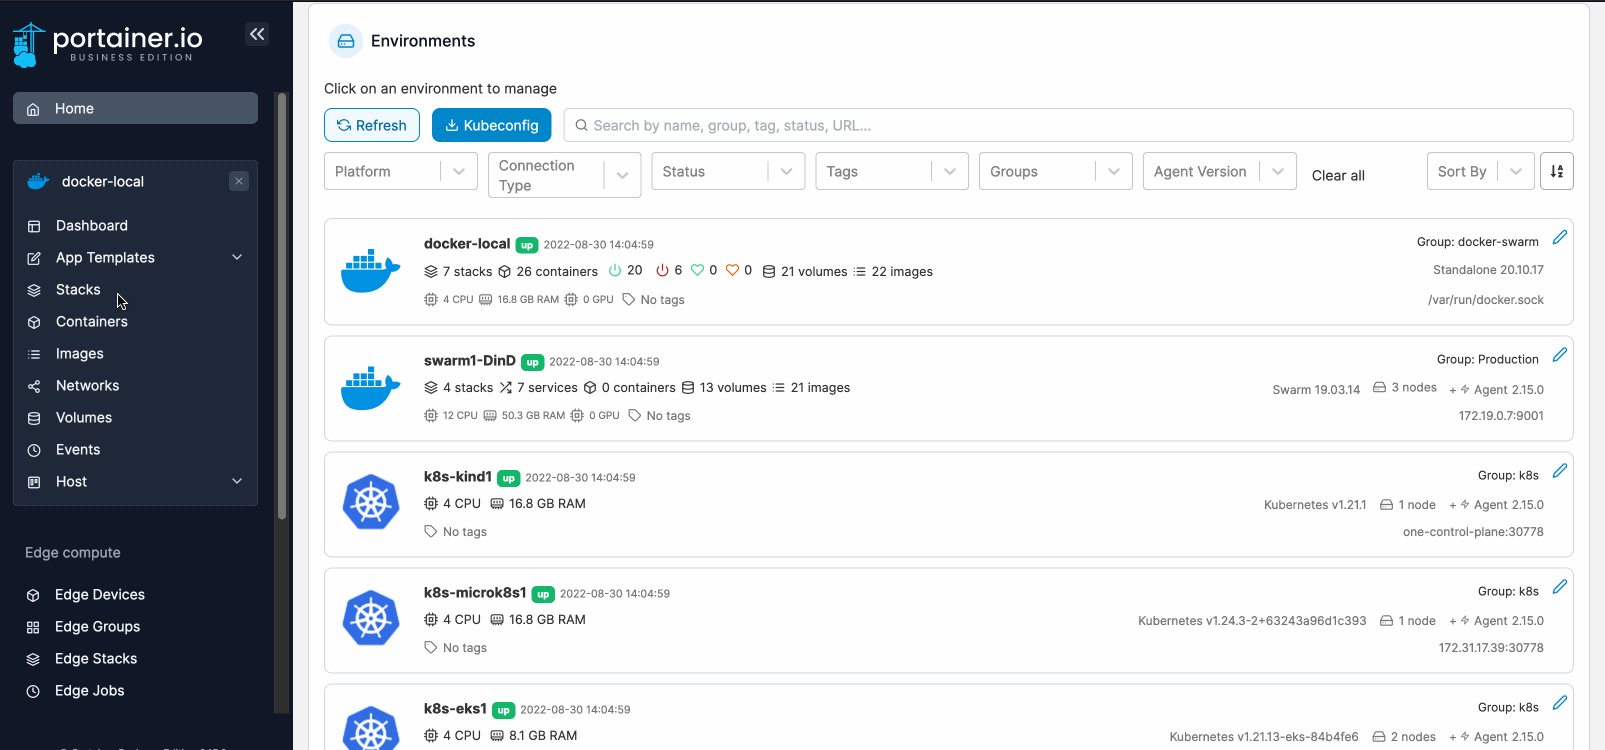 portainer.io
BUSINESS EDITION
Home
docker-local
Dashboard
App Templates
Stacks
Containers
Images
Networks
Volumes
Events
Host
Edge compute
Edge Devices
Edge Groups
Edge Stacks
Edge Jobs
Environments
Click on an environment to manage
Refresh Kubeconfig Search by name, group, tag, status, URL...
Platform Connection Type Status Tags Groups Agent Version Clear all Sort By
docker-local up 2022-08-30 14:04:59 Group: docker-swarm
7 stacks 26 containers 20 6 0 0 21 volumes 22 images Standalone 20.10.17
4 CPU 16.8 GB RAM 0 GPU No tags /var/run/docker.sock
swarm1-DinD up 2022-08-30 14:04:59 Group: Production
4 stacks 7 services 0 containers 13 volumes 21 images Swarm 19.03.14 3 nodes + Agent 2.15.0
12 CPU 50.3 GB RAM 0 GPU No tags 172.19.0.7:9001
k8s-kind1 up 2022-08-30 14:04:59 Group: k8s
4 CPU 16.8 GB RAM Kubernetes v1.21.1 1 node + Agent 2.15.0
No tags one-control-plane:30778
k8s-microk8s1 up 2022-08-30 14:04:59 Group: k8s
4 CPU 16.8 GB RAM Kubernetes v1.24.3-2+63243a96d1c393 1 node + Agent 2.15.0
No tags 172.31.17.39:30778
k8s-eks1 up 2022-08-30 14:04:59 Group: k8s
4 CPU 8.1 GB RAM Kubernetes v1.21.13-eks-84b4fe6 2 nodes + Agent 2.15.0